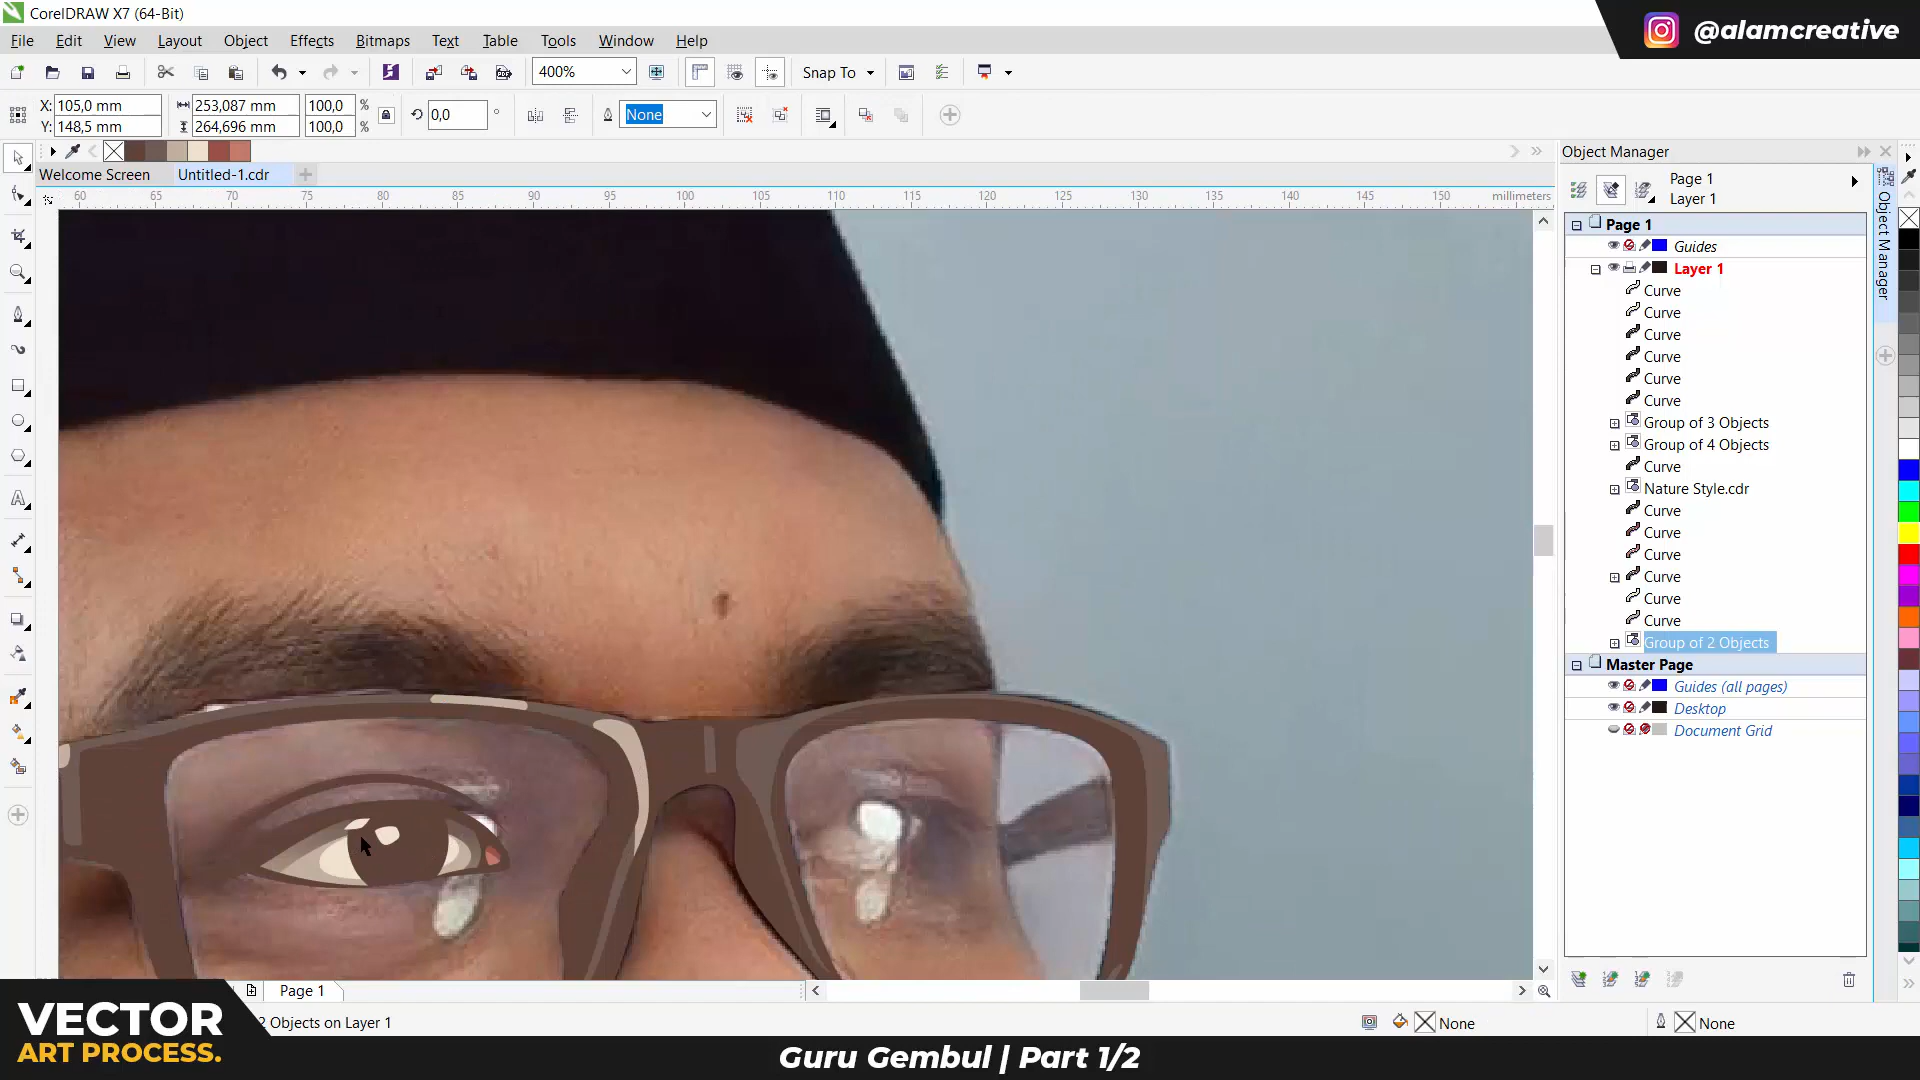 CorelDRAW X7 (64-Bit)
@alamcreative
File Edit View Layout Object Effects Bitmaps Text Table Tools Window Help
400% Snap To
X: 105,0 mm 253,087 mm 100,0 % 0,0 ° None
Y: 148,5 mm 264,696 mm 100,0 %
Object Manager
Welcome Screen Untitled-1.cdr
Page 1
Layer 1
60 65 70 75 80 85 90 95 100 105 110 115 120 125 130 135 140 145 150 millimeters
Object Manager
Page 1
Guides
Layer 1
Curve
Curve
Curve
Curve
Curve
Curve
Group of 3 Objects
Group of 4 Objects
Curve
Nature Style.cdr
Curve
Curve
Curve
Curve
Curve
Curve
Group of 2 Objects
Master Page
Guides (all pages)
Desktop
Document Grid
Page 1
2 Objects on Layer 1
None None
VECTOR
ART PROCESS.
Guru Gembul | Part 1/2